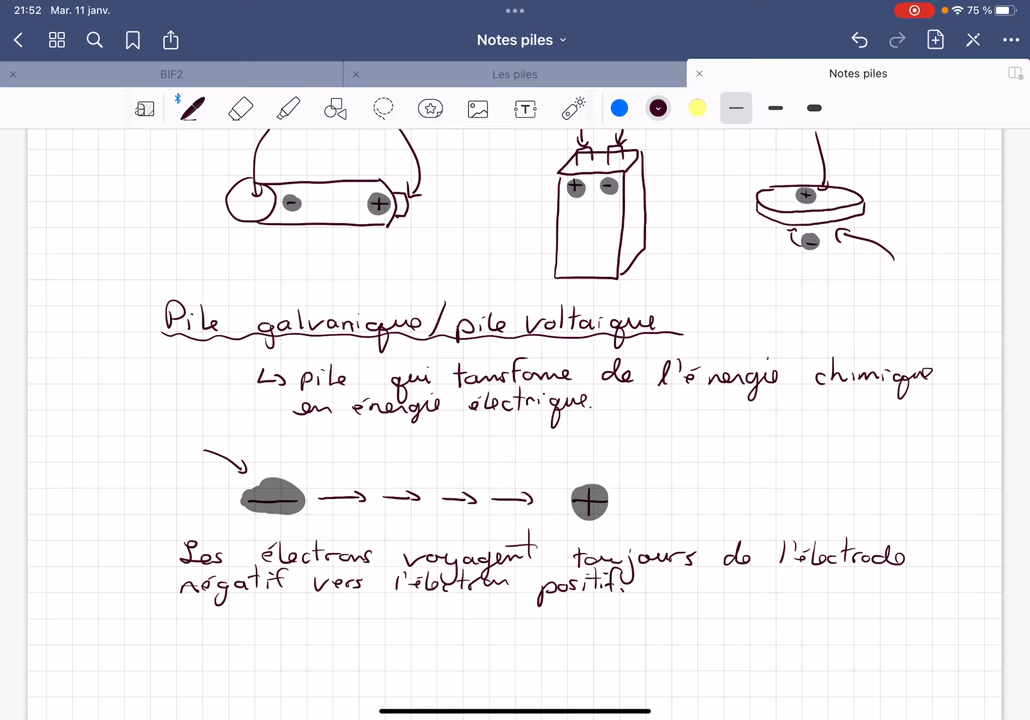 21:52 Mar. 11 janv.
75 %
Notes piles
BIF2
Les piles
Notes piles
- +
+ -
+
-
Pile galvanique/pile voltaique
↳ pile qui tansfome de l'énergie chimique
en énergie électrique.
— → → → → +
Les électrons voyagent toujours de l'électrode
négatif vers l'électron positif.